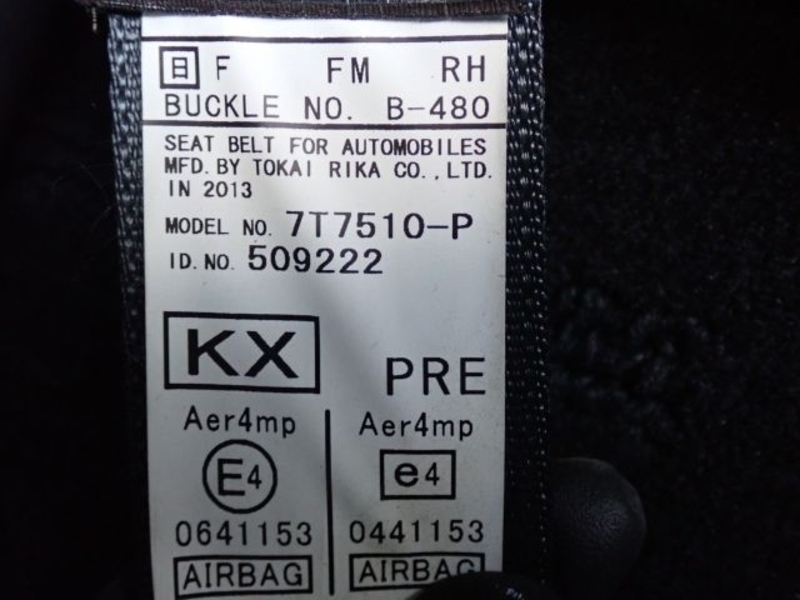 日 F FM RH
BUCKLE NO. B-480
SEAT BELT FOR AUTOMOBILES
MFD. BY TOKAI RIKA CO.,LTD.
IN 2013
MODEL NO. 7T7510-P
ID. NO. 509222
KX
PRE
Aer4mp Aer4mp
E4 e4
0641153 0441153
AIRBAG AIRBAG